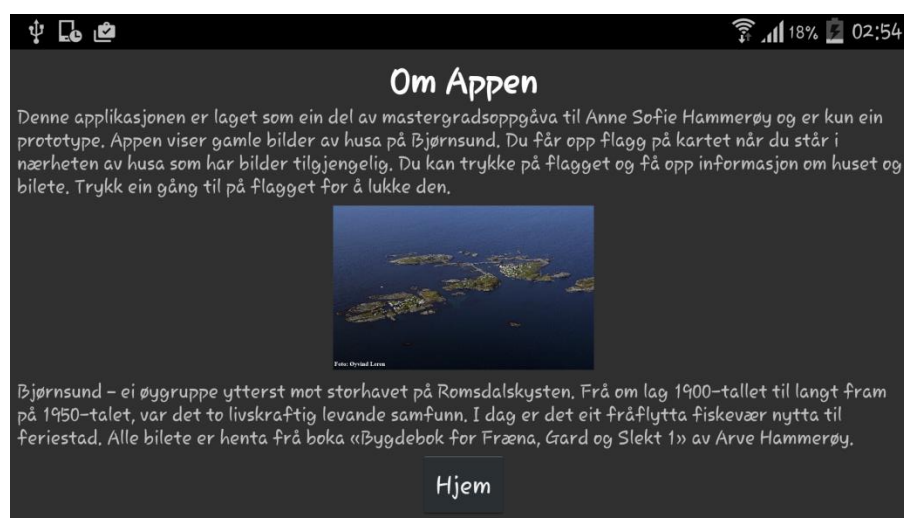 18% 02:54
Om Appen
Denne applikasjonen er laget som ein del av mastergradsoppgåva til Anne Sofie Hammerøy og er kun ein
prototype. Appen viser gamle bilder av husa på Bjørnsund. Du får opp flagg på kartet når du står i
nærheten av husa som har bilder tilgjengelig. Du kan trykke på flagget og få opp informasjon om huset og
bilete. Trykk ein gång til på flagget for å lukke den.
Foto: Øyvind Leren
Bjørnsund - ei øygruppe ytterst mot storhavet på Romsdalskysten. Frå om lag 1900-tallet til langt fram
på 1950-talet, var det to livskraftig levande samfunn. I dag er det eit fråflytta fiskevær nytta til
feriestad. Alle bilete er henta frå boka «Bygdebok for Fræna, Gard og Slekt 1» av Arve Hammerøy.
Hjem